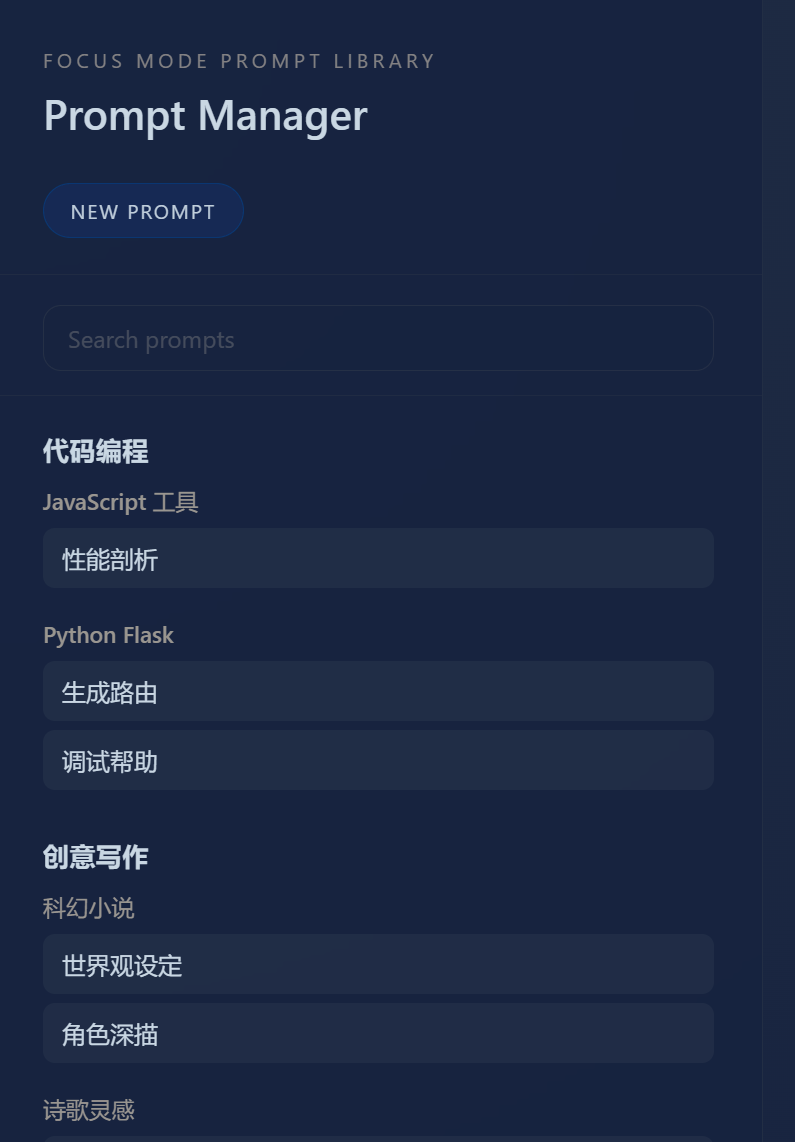 FOCUS MODE PROMPT LIBRARY
Prompt Manager
NEW PROMPT
Search prompts
代码编程
JavaScript 工具
性能剖析
Python Flask
生成路由
调试帮助
创意写作
科幻小说
世界观设定
角色深描
诗歌灵感